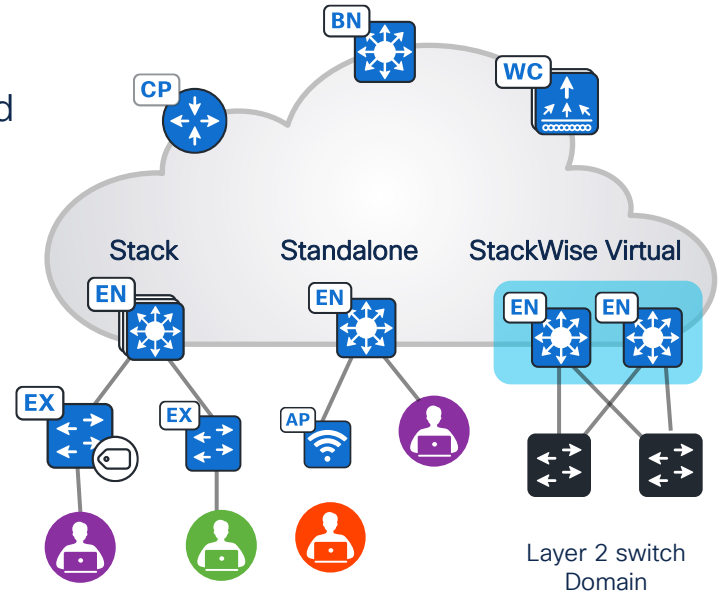 BN
WC
CP
d
Stack
Standalone
StackWise Virtual
EN
EN
EN
EN
EX
EX
AP
Layer 2 switch
Domain